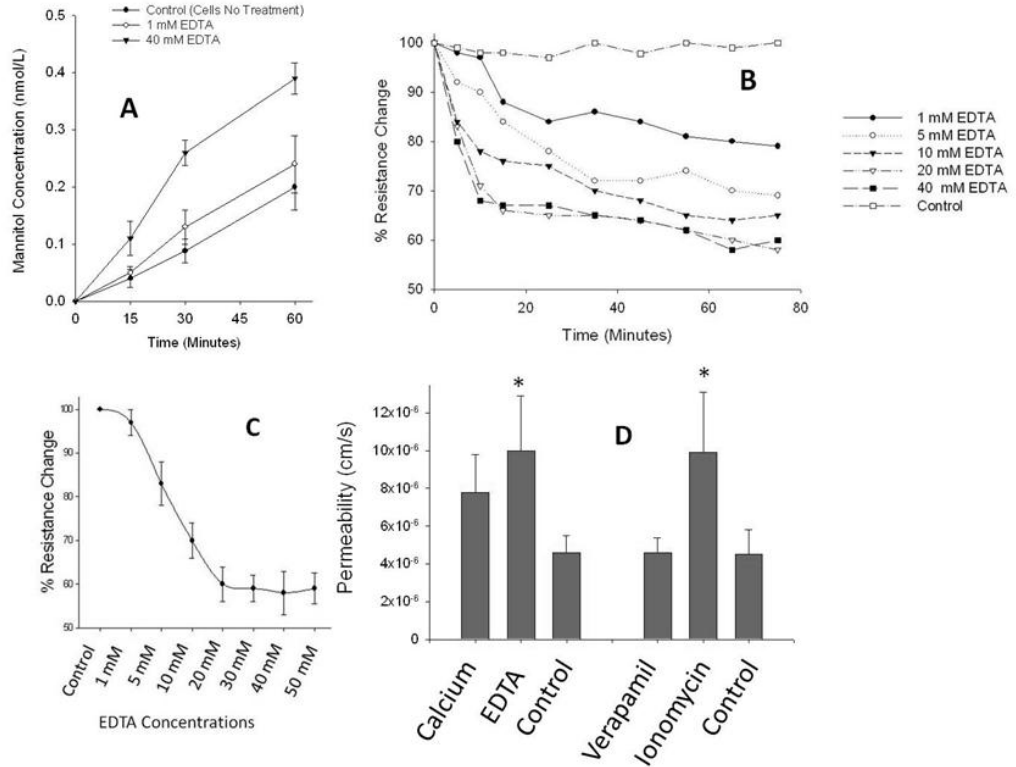 Control (Cells No Treatment)
1 mM EDTA
40 mM EDTA
A
Mannitol Concentration (nmol/L)
0.5
0.4
0.3
0.2
0.1
0.0
0 15 30 45 60
Time (Minutes)
B
% Resistance Change
100
90
80
70
60
50
0 20 40 60 80
Time (Minutes)
1 mM EDTA
5 mM EDTA
10 mM EDTA
20 mM EDTA
40 mM EDTA
Control
C
% Resistance Change
100
90
80
70
60
50
Control
1 mM
5 mM
10 mM
20 mM
30 mM
40 mM
50 mM
EDTA Concentrations
D
Permeability (cm/s)
12x10⁻⁶
10x10⁻⁶
8x10⁻⁶
6x10⁻⁶
4x10⁻⁶
2x10⁻⁶
0
* *
Calcium
EDTA
Control
Verapamil
Ionomycin
Control